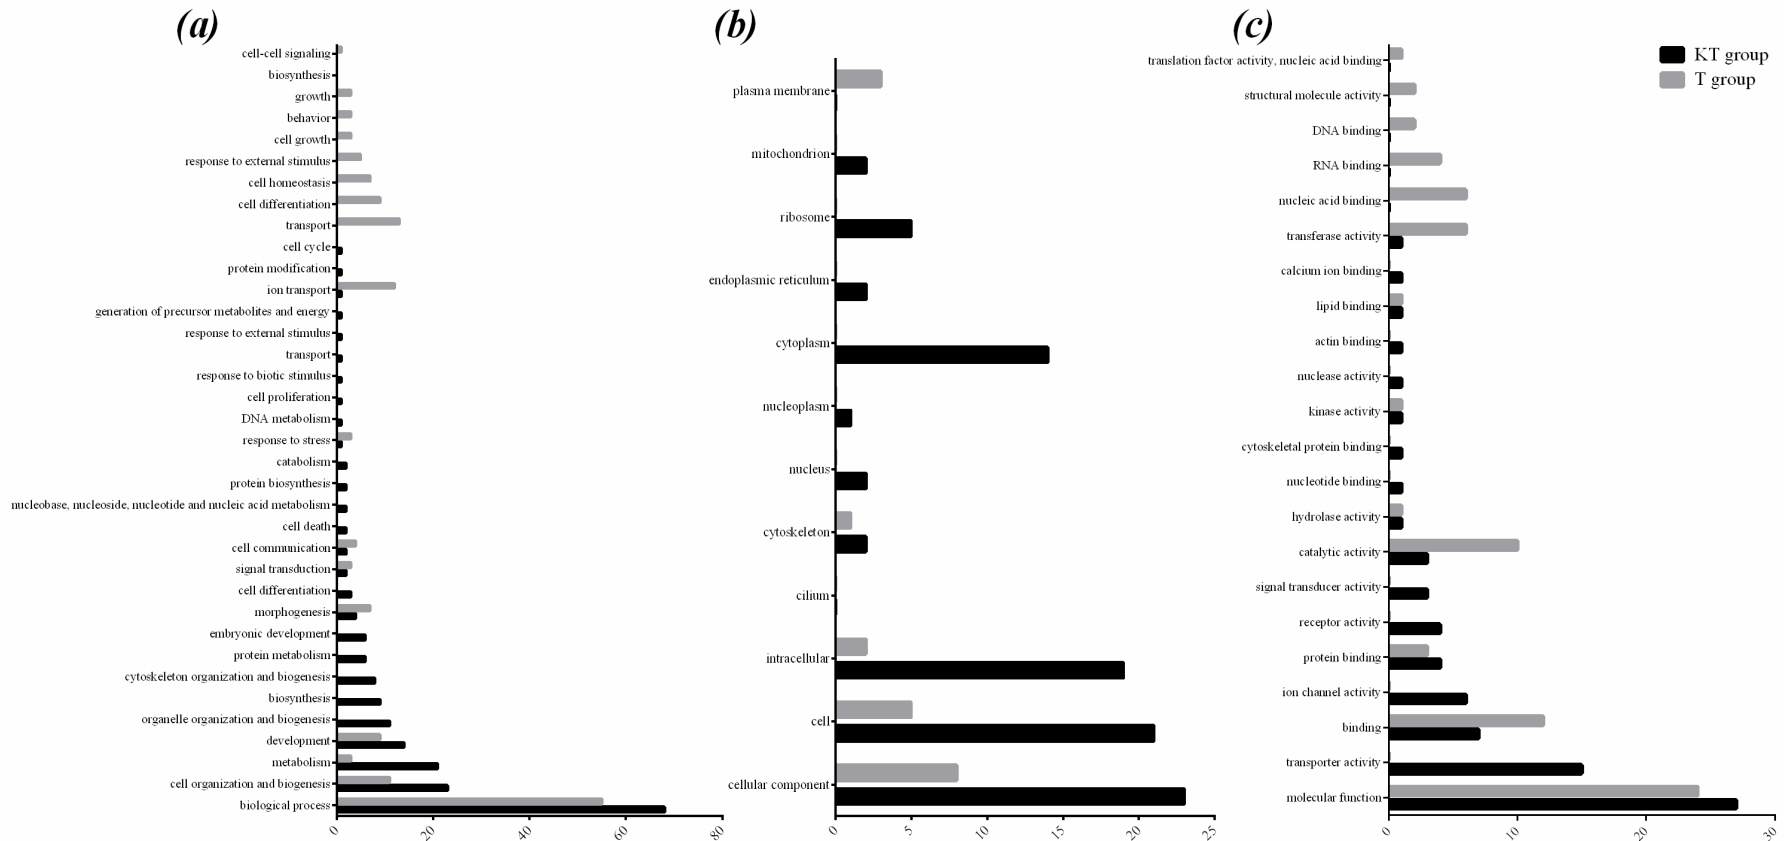 (a)
cell-cell signaling
biosynthesis
growth
behavior
cell growth
response to external stimulus
cell homeostasis
cell differentiation
transport
cell cycle
protein modification
ion transport
generation of precursor metabolites and energy
response to external stimulus
transport
response to biotic stimulus
cell proliferation
DNA metabolism
response to stress
catabolism
protein biosynthesis
nucleobase, nucleoside, nucleotide and nucleic acid metabolism
cell death
cell communication
signal transduction
cell differentiation
morphogenesis
embryonic development
protein metabolism
cytoskeleton organization and biogenesis
biosynthesis
organelle organization and biogenesis
development
metabolism
cell organization and biogenesis
biological process
0 20 40 60 80
(b)
plasma membrane
mitochondrion
ribosome
endoplasmic reticulum
cytoplasm
nucleoplasm
nucleus
cytoskeleton
cilium
intracellular
cell
cellular component
0 5 10 15 20 25
(c)
translation factor activity, nucleic acid binding
structural molecule activity
DNA binding
RNA binding
nucleic acid binding
transferase activity
calcium ion binding
lipid binding
actin binding
nuclease activity
kinase activity
cytoskeletal protein binding
nucleotide binding
hydrolase activity
catalytic activity
signal transducer activity
receptor activity
protein binding
ion channel activity
binding
transporter activity
molecular function
0 10 20 30
KT group
T group